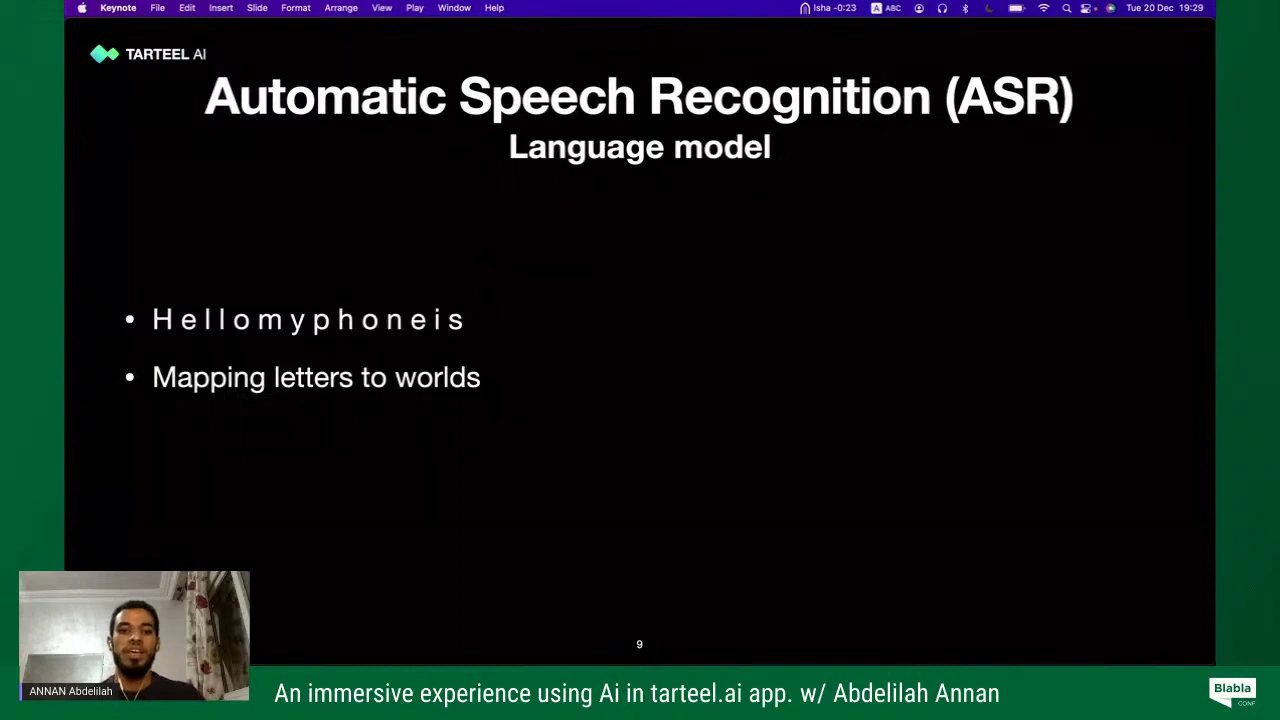 Keynote File Edit Insert Slide Format Arrange View Play Window Help Isha -0:23 A ABC Tue 20 Dec 19:29
TARTEEL AI
Automatic Speech Recognition (ASR)
Language model
• H e l l o m y p h o n e i s
• Mapping letters to worlds
9
ANNAN Abdelilah
An immersive experience using Ai in tarteel.ai app. w/ Abdelilah Annan
Blabla
CONF